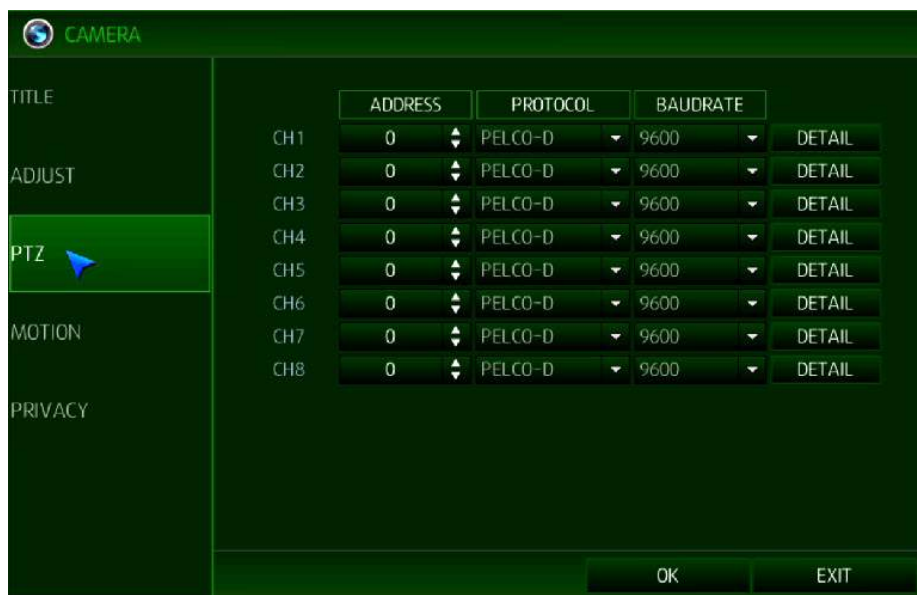 CAMERA
TITLE
ADJUST
PTZ
MOTION
PRIVACY
ADDRESS PROTOCOL BAUDRATE
CH1 0 PELCO-D 9600 DETAIL
CH2 0 PELCO-D 9600 DETAIL
CH3 0 PELCO-D 9600 DETAIL
CH4 0 PELCO-D 9600 DETAIL
CH5 0 PELCO-D 9600 DETAIL
CH6 0 PELCO-D 9600 DETAIL
CH7 0 PELCO-D 9600 DETAIL
CH8 0 PELCO-D 9600 DETAIL
OK EXIT